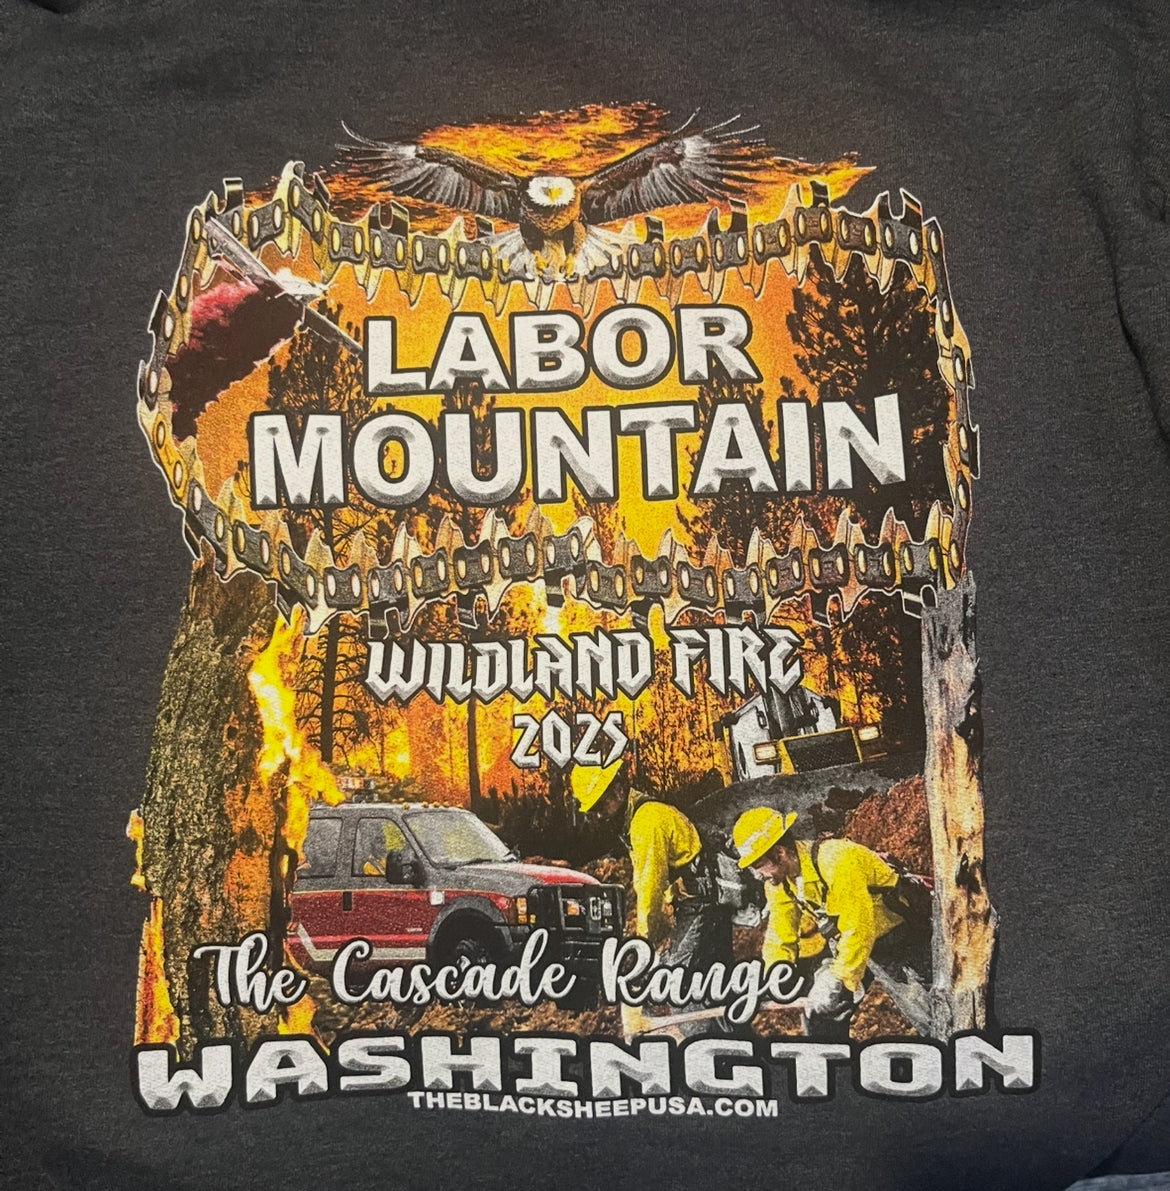 LABOR
MOUNTAIN
WILDLAND FIRE
2025
The Cascade Range
WASHINGTON
THEBLACKSHEEPUSA.COM